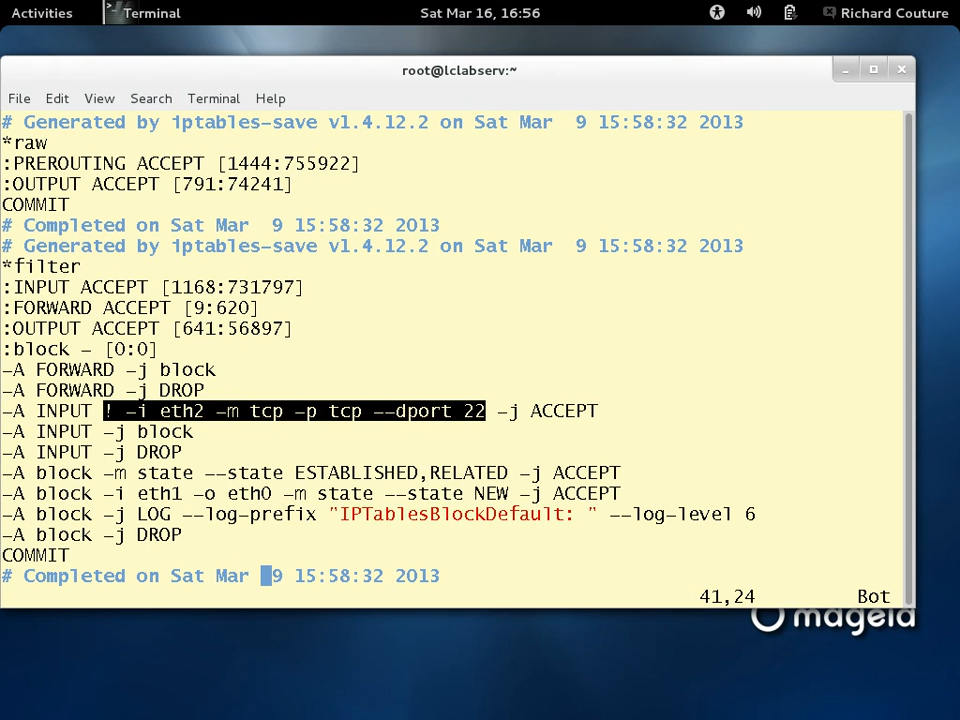 Activities
Terminal
Sat Mar 16, 16:56
Richard Couture
root@lclabserv:~
File Edit View Search Terminal Help
# Generated by iptables-save v1.4.12.2 on Sat Mar  9 15:58:32 2013
*raw
:PREROUTING ACCEPT [1444:755922]
:OUTPUT ACCEPT [791:74241]
COMMIT
# Completed on Sat Mar  9 15:58:32 2013
# Generated by iptables-save v1.4.12.2 on Sat Mar  9 15:58:32 2013
*filter
:INPUT ACCEPT [1168:731797]
:FORWARD ACCEPT [9:620]
:OUTPUT ACCEPT [641:56897]
:block - [0:0]
-A FORWARD -j block
-A FORWARD -j DROP
-A INPUT ! -i eth2 -m tcp -p tcp --dport 22 -j ACCEPT
-A INPUT -j block
-A INPUT -j DROP
-A block -m state --state ESTABLISHED,RELATED -j ACCEPT
-A block -i eth1 -o eth0 -m state --state NEW -j ACCEPT
-A block -j LOG --log-prefix "IPTablesBlockDefault: " --log-level 6
-A block -j DROP
COMMIT
# Completed on Sat Mar  9 15:58:32 2013
41,24 Bot
mageia